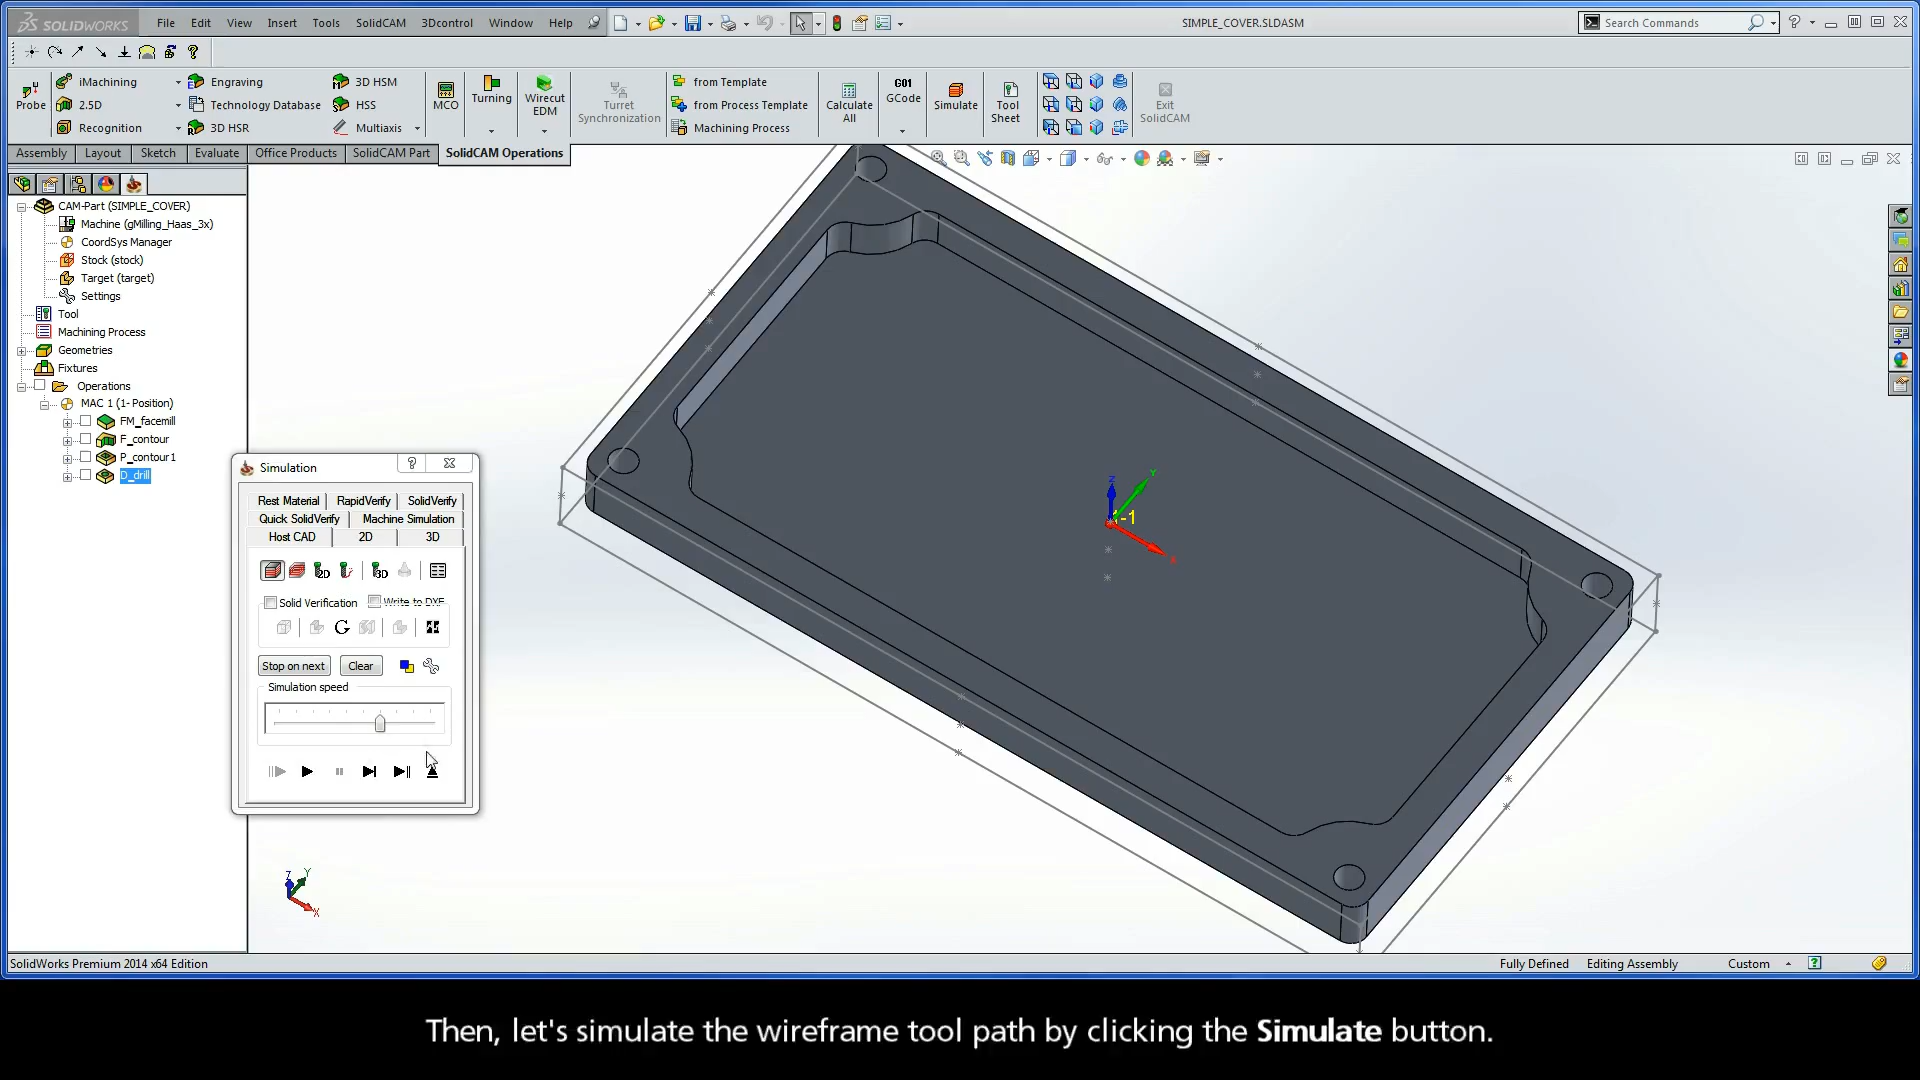 SOLIDWORKS
File Edit View Insert Tools SolidCAM 3Dcontrol Window Help
SIMPLE_COVER.SLDASM
Search Commands
Probe
iMachining
2.5D
Recognition
Engraving
Technology Database
3D HSR
3D HSM
HSS
Multiaxis
MCO
Turning
Wirecut
EDM
Turret
Synchronization
from Template
from Process Template
Machining Process
Calculate
All
G01
GCode
Simulate
Tool
Sheet
Exit
SolidCAM
Assembly Layout Sketch Evaluate Office Products SolidCAM Part SolidCAM Operations
CAM-Part (SIMPLE_COVER)
Machine (gMilling_Haas_3x)
CoordSys Manager
Stock (stock)
Target (target)
Settings
Tool
Machining Process
Geometries
Fixtures
Operations
MAC 1 (1- Position)
FM_facemill
F_contour
P_contour1
D_drill
Simulation
Rest Material RapidVerify SolidVerify
Quick SolidVerify Machine Simulation
Host CAD 2D 3D
2D
3D
Solid Verification Write to DXF
Stop on next Clear
Simulation speed
Z
Y
-1
X
Z
Y
X
SolidWorks Premium 2014 x64 Edition
Fully Defined Editing Assembly Custom
Then, let's simulate the wireframe tool path by clicking the Simulate button.